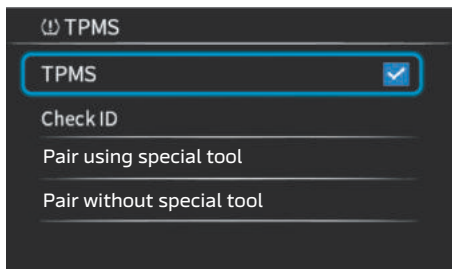 TPMS
TPMS
Check ID
Pair using special tool
Pair without special tool